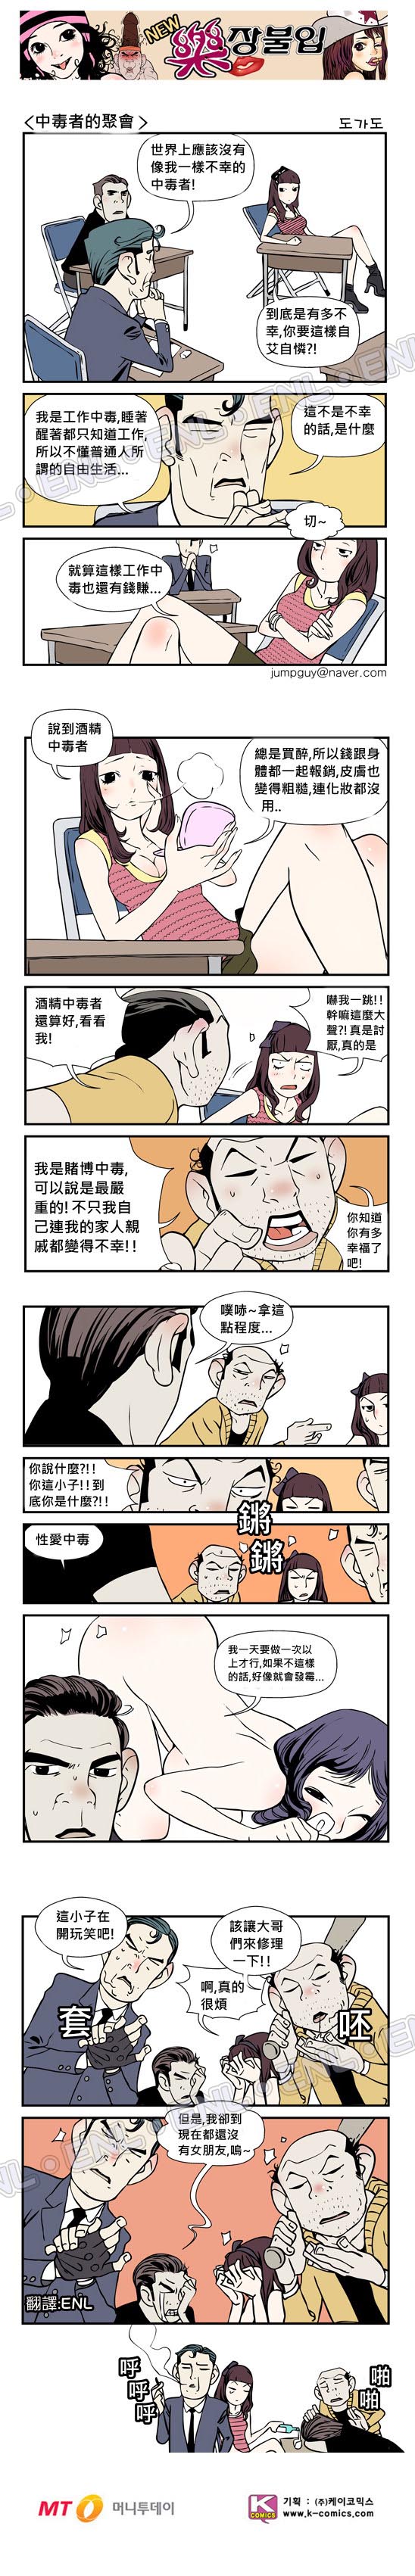 NEW
樂장불입
<中毒者的聚會 >
도가도
世界上應該沒有
像我一樣不幸的
中毒者!
到底是有多不
幸,你要這樣自
艾自憐?!
我是工作中毒,睡著
醒著都只知道工作,
所以不懂普通人所
謂的自由生活...
這不是不幸
的話,是什麼
ENL
ENL
ENL
ENL
ENL
切~
就算這樣工作中
毒也還有錢賺...
jumpguy@naver.com
說到酒精
中毒者
總是買醉,所以錢跟身
體都一起報銷,皮膚也
變得粗糙,連化妝都沒
用..
酒精中毒者
還算好,看看
我!
嚇我一跳!!
幹嘛這麼大
聲?! 真是討
厭,真的是
我是賭博中毒,
可以說是最嚴
重的! 不只我自
己連我的家人親
戚都變得不幸!!
你知道
你有多
幸福了
吧!
噗哧~拿這
點程度...
你說什麼?!!
你這小子!!到
底你是什麼?!!
鏘
鏘
性愛中毒
我一天要做一次以
上才行,如果不這樣
的話,好像就會發霉...
這小子在
開玩笑吧!
該讓大哥
們來修理
一下!!
啊,真的
很煩
套
呸
但是,我卻到
現在都還沒
有女朋友,嗚~
ENL
ENL
ENL
ENL
翻譯:ENL
呼
呼
呼
啪
啪
MT 머니투데이
K
COMICS
기획 : (주)케이코믹스
www.k-comics.com